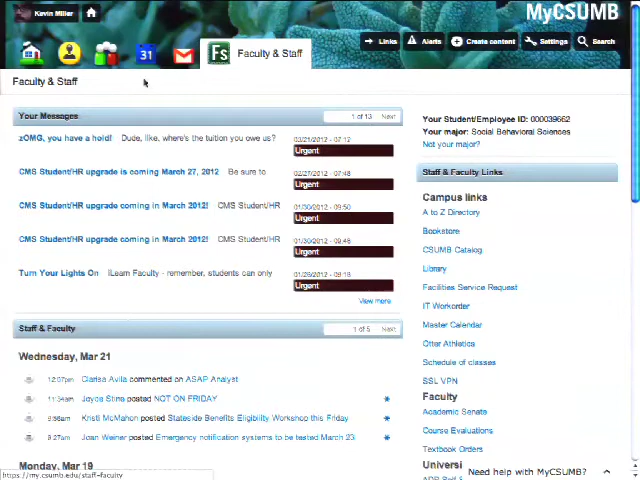 Kevin Miller
MyCSUMB
Links
Alerts
Create content
Settings
Search
31
Fs
Faculty & Staff
Faculty & Staff
Your Messages
1 of 13 Next
zOMG, you have a hold! Dude, like, where's the tuition you owe us?
03/21/2012 - 07:12
Urgent
CMS Student/HR upgrade is coming March 27, 2012 Be sure to
02/27/2012 - 07:48
Urgent
CMS Student/HR upgrade coming in March 2012! CMS Student/HR
01/30/2012 - 09:50
Urgent
CMS Student/HR upgrade coming in March 2012! CMS Student/HR
01/30/2012 - 09:46
Urgent
Turn Your Lights On iLearn Faculty - remember, students can only
01/26/2012 - 09:18
Urgent
View more
Staff & Faculty
1 of 5 Next
Wednesday, Mar 21
12:57pm Clarisa Avila commented on ASAP Analyst
11:34am Joyce Stina posted NOT ON FRIDAY
9:36am Kristi McMahon posted Stateside Benefits Eligibility Workshop this Friday
9:27am Joan Weiner posted Emergency notification systems to be tested March 23
Monday, Mar 19
Your Student/Employee ID: 000039662
Your major: Social Behavioral Sciences
Not your major?
Staff & Faculty Links
Campus links
A to Z Directory
Bookstore
CSUMB Catalog
Library
Facilities Service Request
IT Workorder
Master Calendar
Otter Athletics
Schedule of classes
SSL VPN
Faculty
Academic Senate
Course Evaluations
Textbook Orders
Universi
Need help with MyCSUMB?
https://my.csumb.edu/staff-faculty